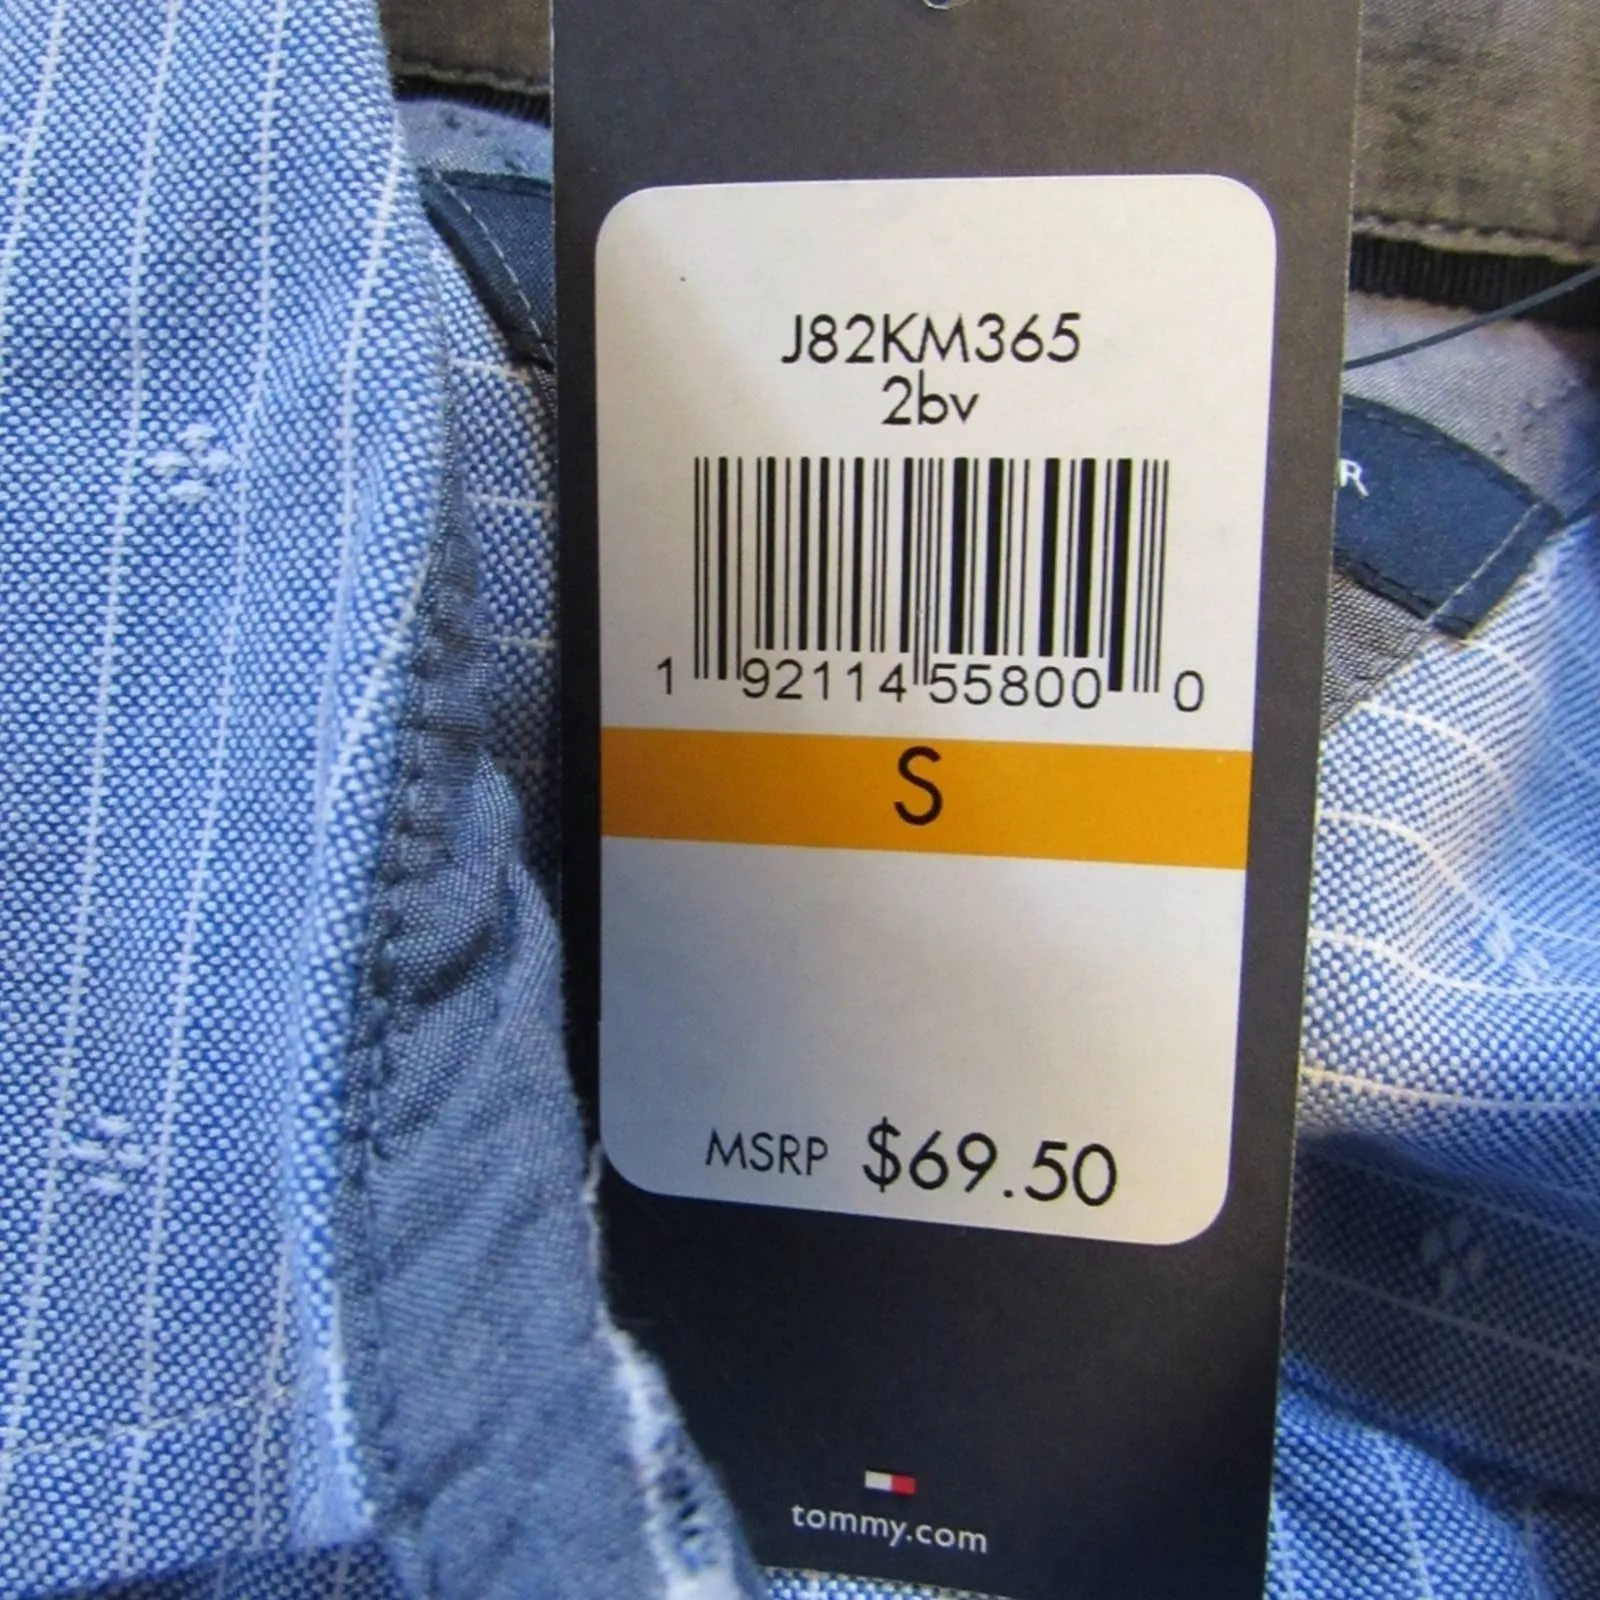 J82KM365
2bv
1 92114 55800 0
S
MSRP $69.50
tommy.com
R